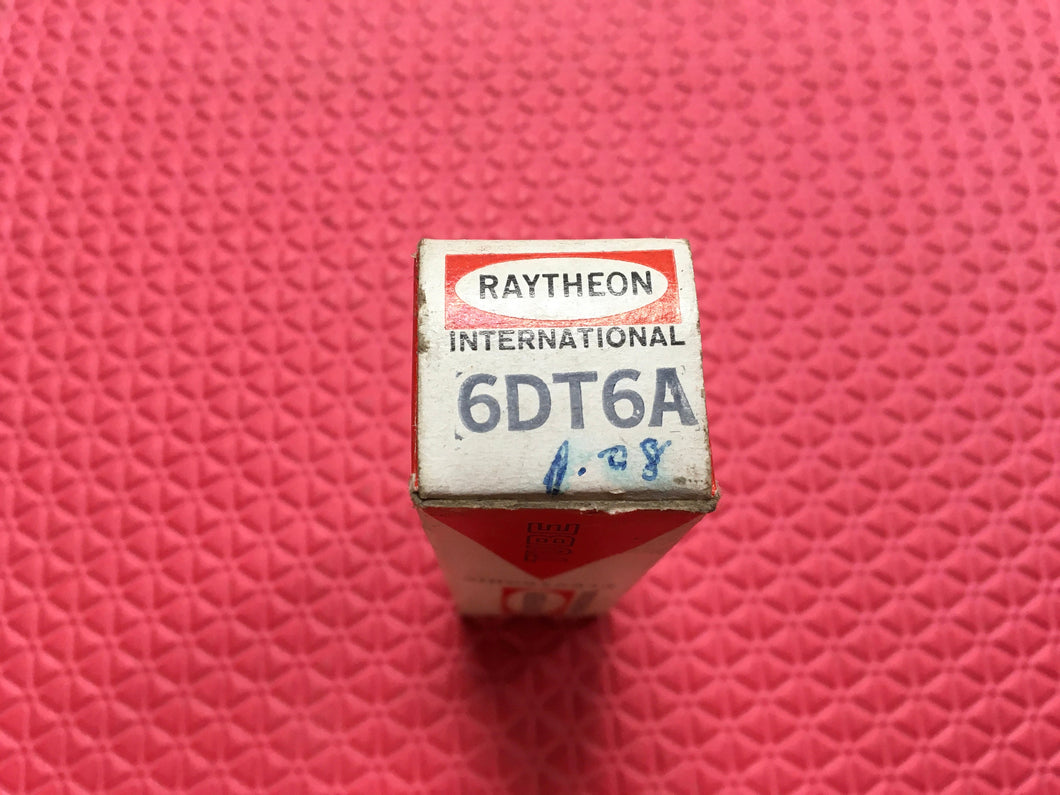 RAYTHEON
INTERNATIONAL
6DT6A
1.08